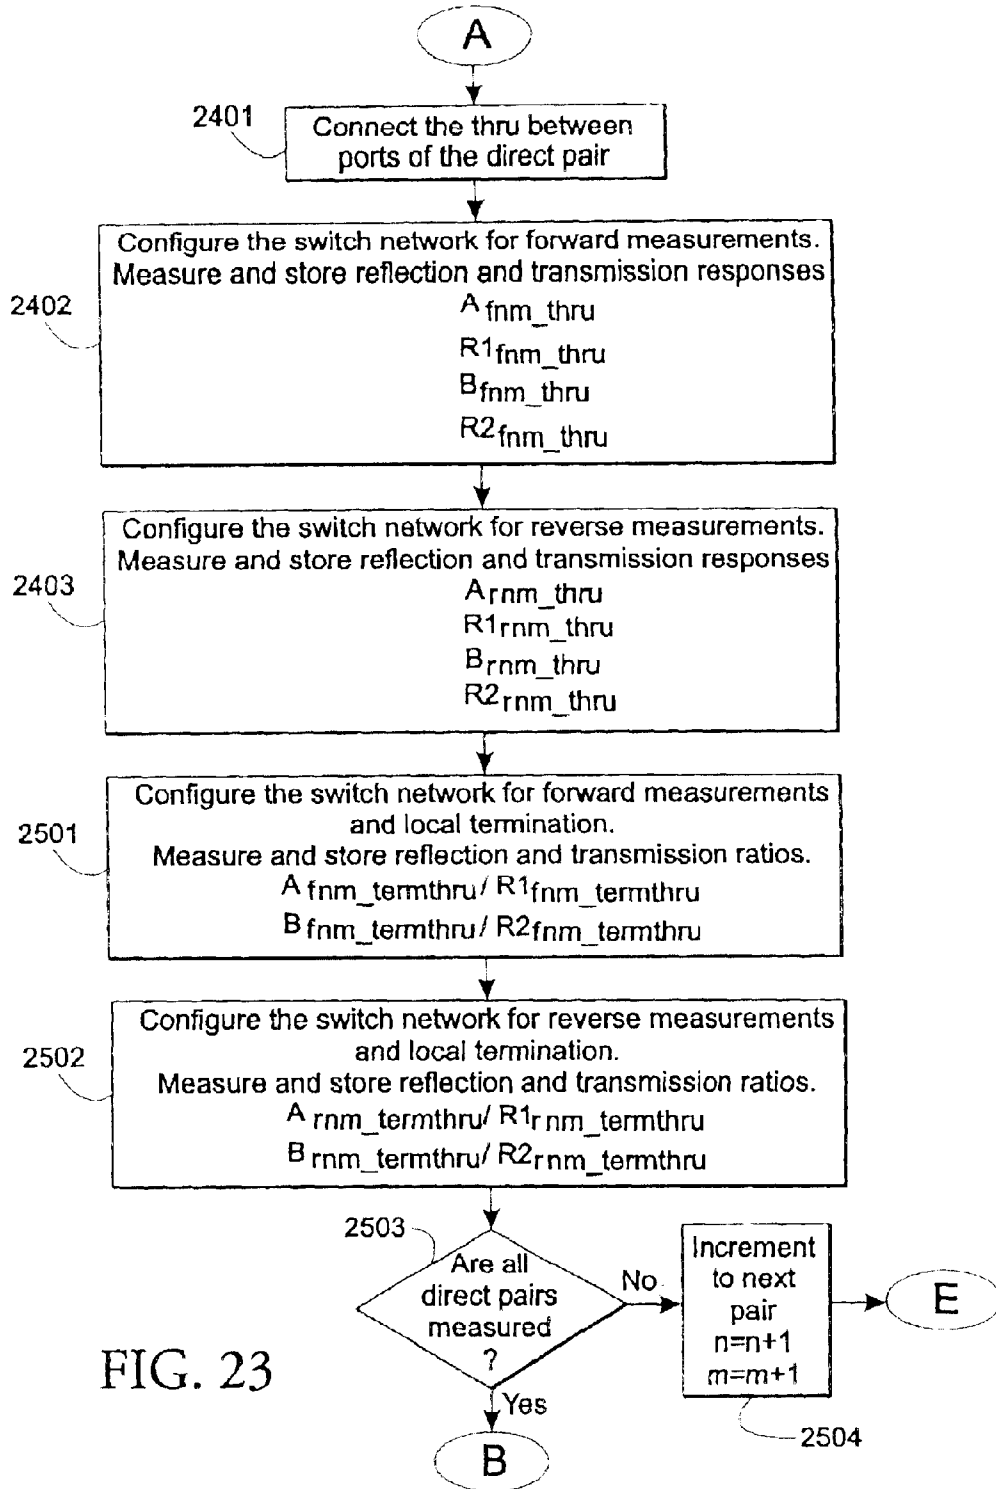 A
2401
Connect the thru between
ports of the direct pair
2402
Configure the switch network for forward measurements.
Measure and store reflection and transmission responses
A fnm_thru
R1fnm_thru
Bfnm_thru
R2fnm_thru
2403
Configure the switch network for reverse measurements.
Measure and store reflection and transmission responses
Arnm_thru
R1rnm_thru
Brnm_thru
R2rnm_thru
2501
Configure the switch network for forward measurements
and local termination.
Measure and store reflection and transmission ratios.
A fnm_termthru/ R1fnm_termthru
B fnm_termthru/ R2fnm_termthru
2502
Configure the switch network for reverse measurements
and local termination.
Measure and store reflection and transmission ratios.
A rnm_termthru/ R1rnm_termthru
B rnm_termthru/ R2rnm_termthru
2503
Are all
direct pairs
measured
?
No
Increment
to next
pair
n=n+1
m=m+1
E
2504
Yes
B
FIG. 23